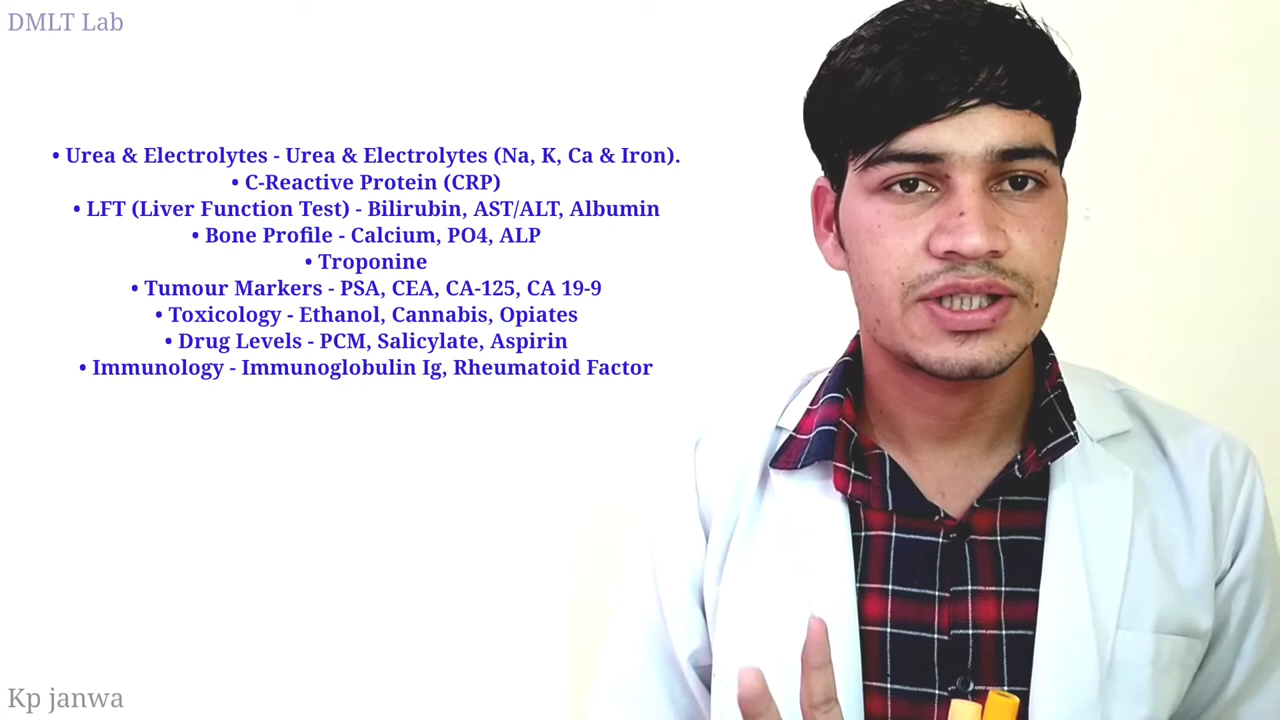 DMLT Lab
• Urea & Electrolytes - Urea & Electrolytes (Na, K, Ca & Iron).
• C-Reactive Protein (CRP)
• LFT (Liver Function Test) - Bilirubin, AST/ALT, Albumin
• Bone Profile - Calcium, PO4, ALP
• Troponine
• Tumour Markers - PSA, CEA, CA-125, CA 19-9
• Toxicology - Ethanol, Cannabis, Opiates
• Drug Levels - PCM, Salicylate, Aspirin
• Immunology - Immunoglobulin Ig, Rheumatoid Factor
Kp janwa